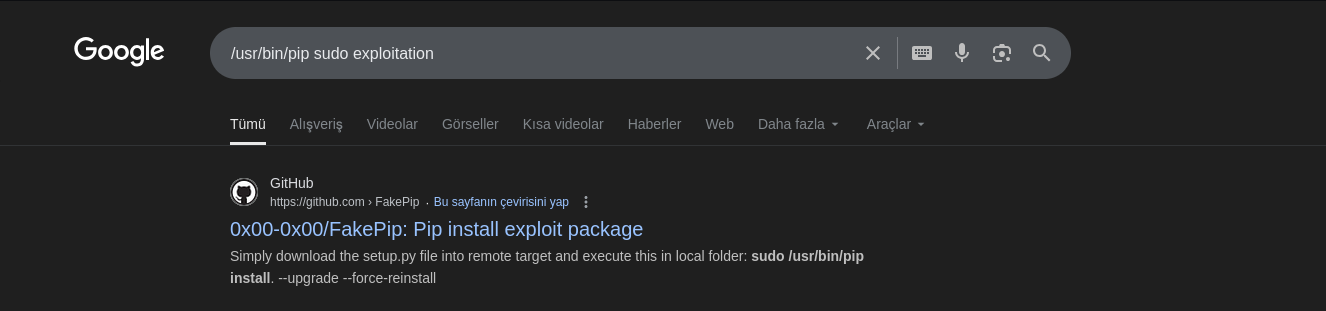 Google
/usr/bin/pip sudo exploitation
Tümü Alışveriş Videolar Görseller Kısa videolar Haberler Web Daha fazla Araçlar
GitHub
https://github.com › FakePip · Bu sayfanın çevirisini yap
0x00-0x00/FakePip: Pip install exploit package
Simply download the setup.py file into remote target and execute this in local folder: sudo /usr/bin/pip
install. --upgrade --force-reinstall